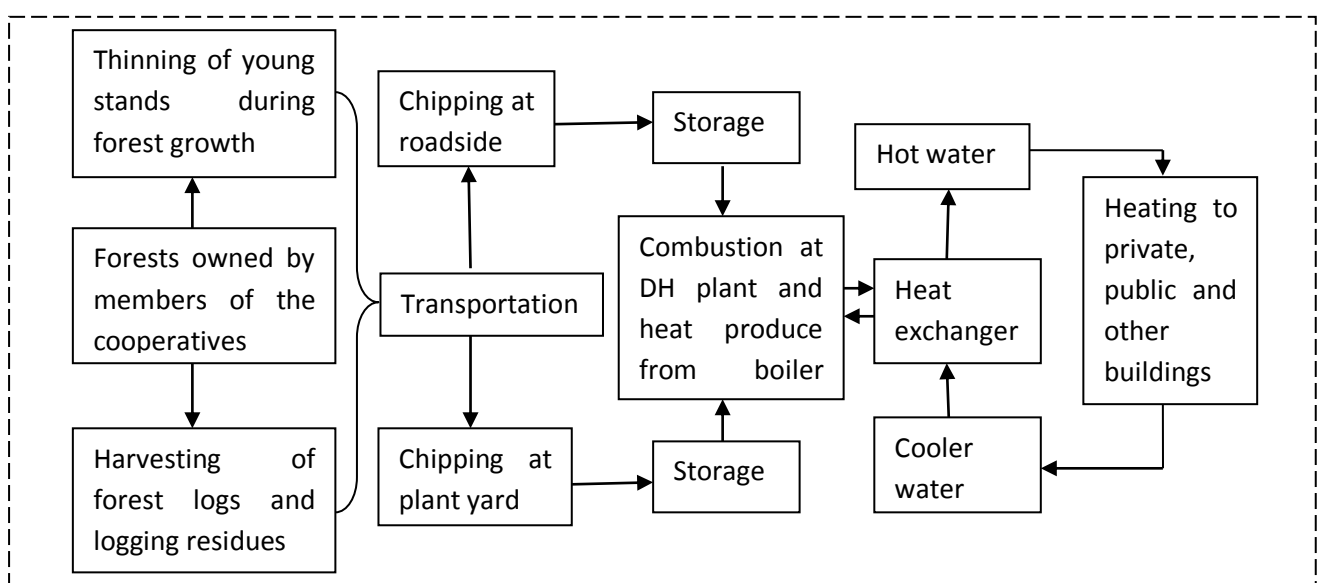 Thinning of young
stands during
forest growth
Forests owned by
members of the
cooperatives
Harvesting of
forest logs and
logging residues
Transportation
Chipping at
roadside
Chipping at
plant yard
Storage
Combustion at
DH plant and
heat produce
from boiler
Storage
Hot water
Heat
exchanger
Cooler
water
Heating to
private,
public and
other
buildings